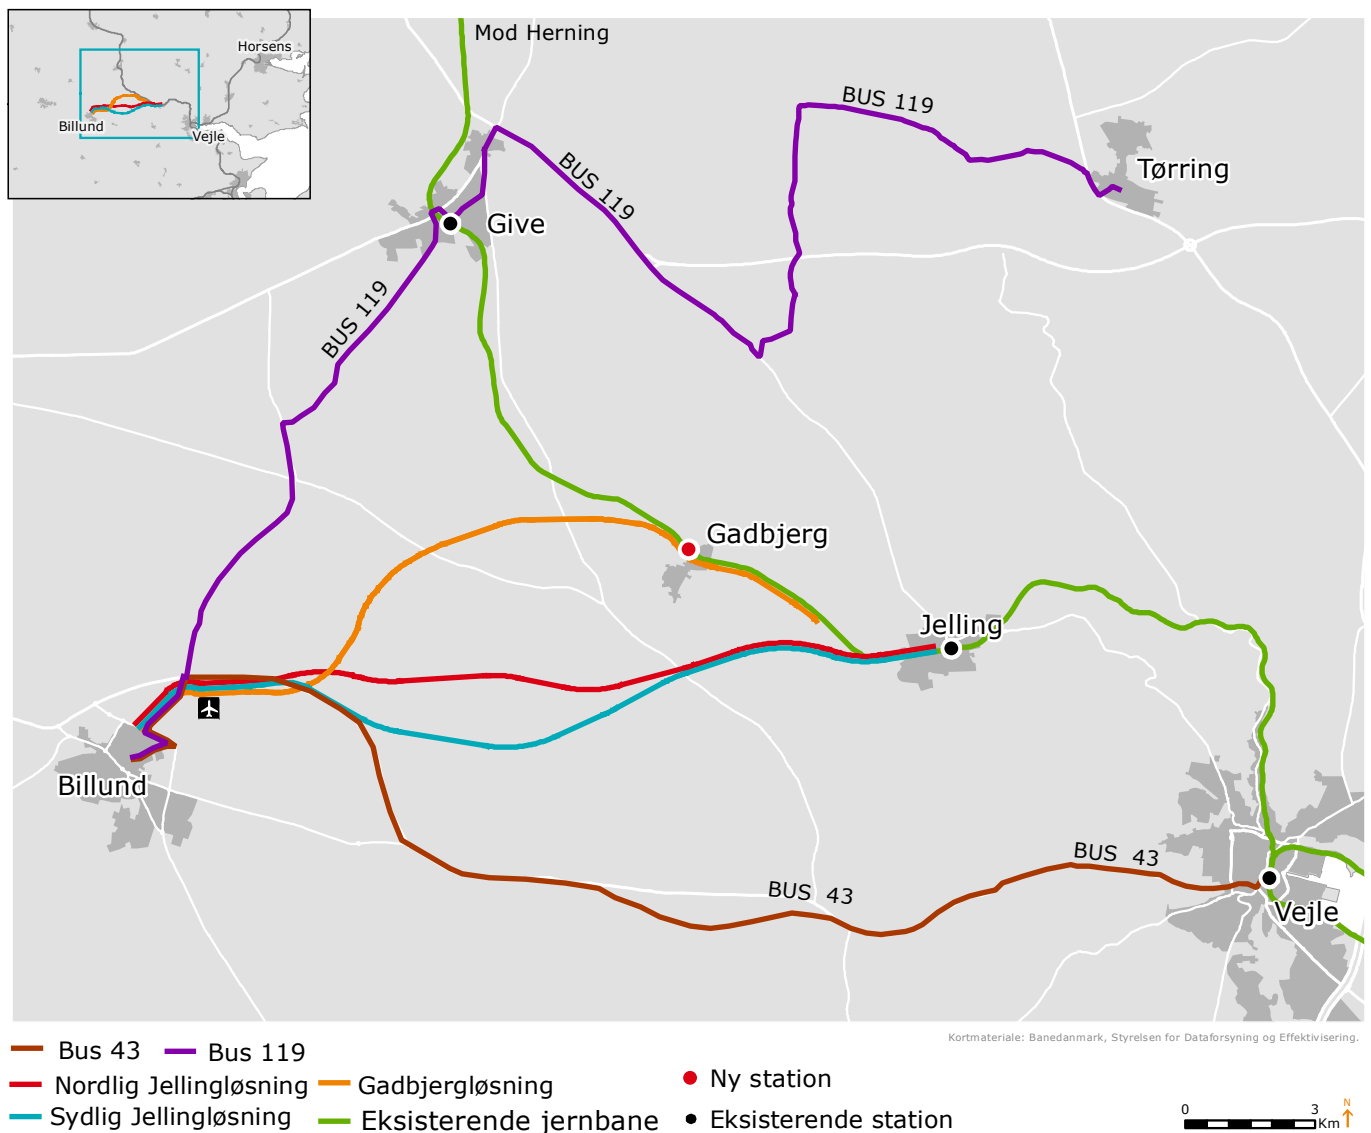 Mod Herning
Horsens
Billund
Vejle
BUS 119
BUS 119
Tørring
Give
BUS 119
Gadbjerg
Jelling
Billund
BUS 43
BUS 43
Vejle
Kortmateriale: Banedanmark, Styrelsen for Dataforsyning og Effektivisering.
Bus 43
Bus 119
Nordlig Jellingløsning
Gadbjergløsning
Ny station
Sydlig Jellingløsning
Eksisterende jernbane
Eksisterende station
0 3
Km
N